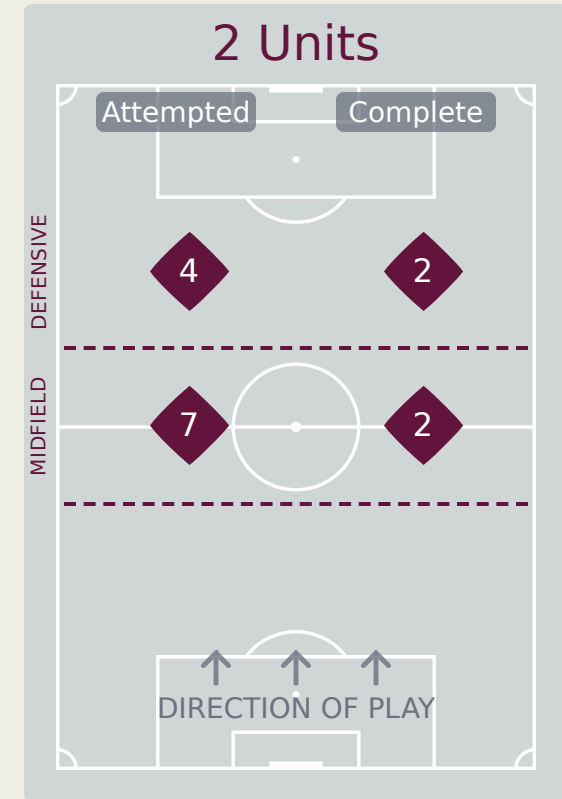 2 Units
Attempted
Complete
DEFENSIVE
4
2
MIDFIELD
7
2
DIRECTION OF PLAY